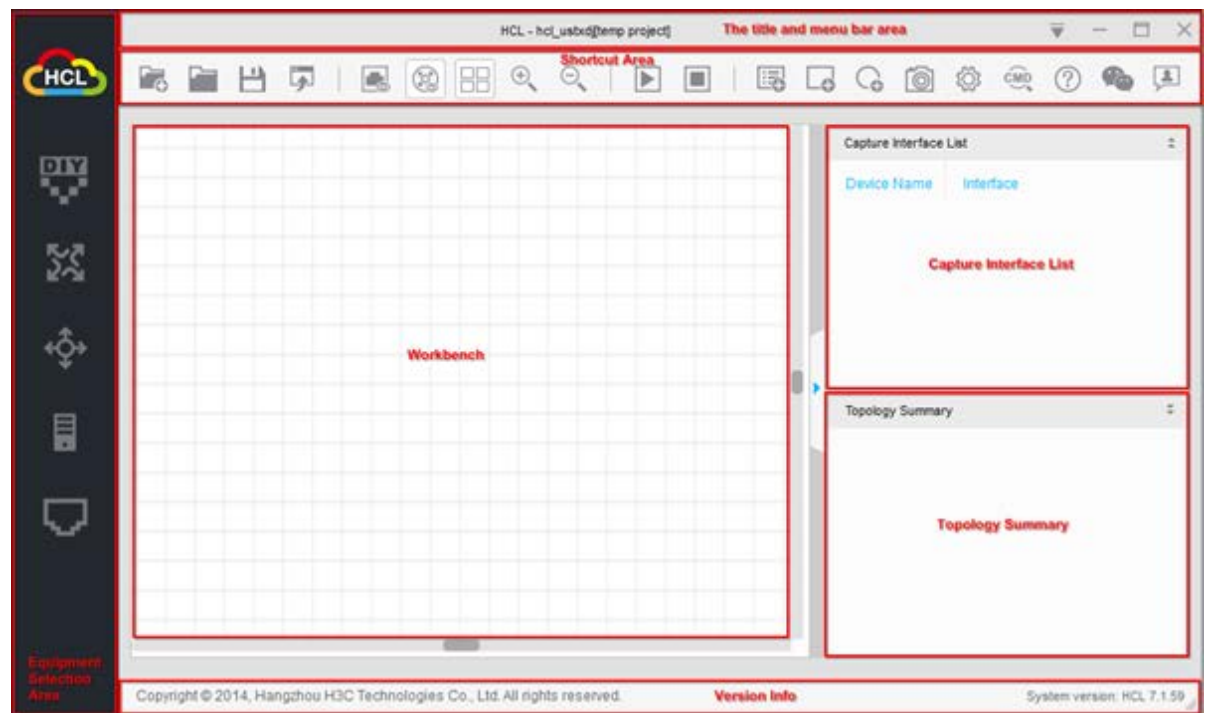 HCL - hcl_usbxd[temp project]
The title and menu bar area
HCL
Shortcut Area
CMD
DIY
Capture Interface List
Device Name Interface
Capture Interface List
Workbench
Topology Summary
Topology Summary
Equipment
Selection
Area
Copyright © 2014, Hangzhou H3C Technologies Co., Ltd. All rights reserved.
Version Info
System version: HCL 7.1.59